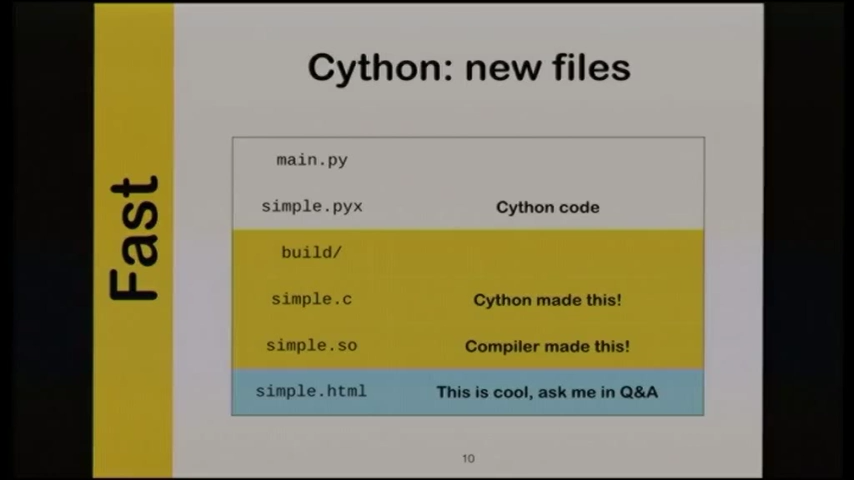 Cython: new files
Fast
main.py
simple.pyx Cython code
build/
simple.c Cython made this!
simple.so Compiler made this!
simple.html This is cool, ask me in Q&A
10